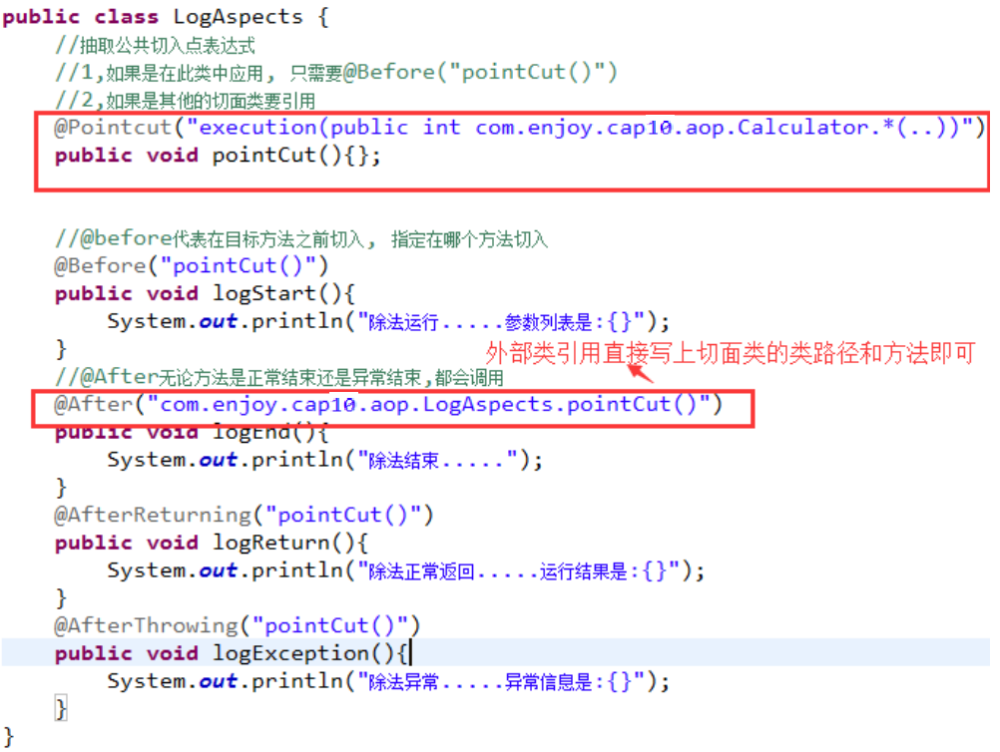 public class LogAspects {
//抽取公共切入点表达式
//1,如果是在此类中应用, 只需要@Before("pointCut()")
//2,如果是其他的切面类要引用
@Pointcut("execution(public int com.enjoy.cap10.aop.Calculator.*(..))")
public void pointCut(){};
//@before代表在目标方法之前切入, 指定在哪个方法切入
@Before("pointCut()")
public void logStart(){
System.out.println("除法运行.....参数列表是:{}");
}
外部类引用直接写上切面类的类路径和方法即可
//@After无论方法是正常结束还是异常结束,都会调用
@After("com.enjoy.cap10.aop.LogAspects.pointCut()")
public void logEnd(){
System.out.println("除法结束.....");
}
@AfterReturning("pointCut()")
public void logReturn(){
System.out.println("除法正常返回.....运行结果是:{}");
}
@AfterThrowing("pointCut()")
public void logException(){
System.out.println("除法异常.....异常信息是:{}");
}
}